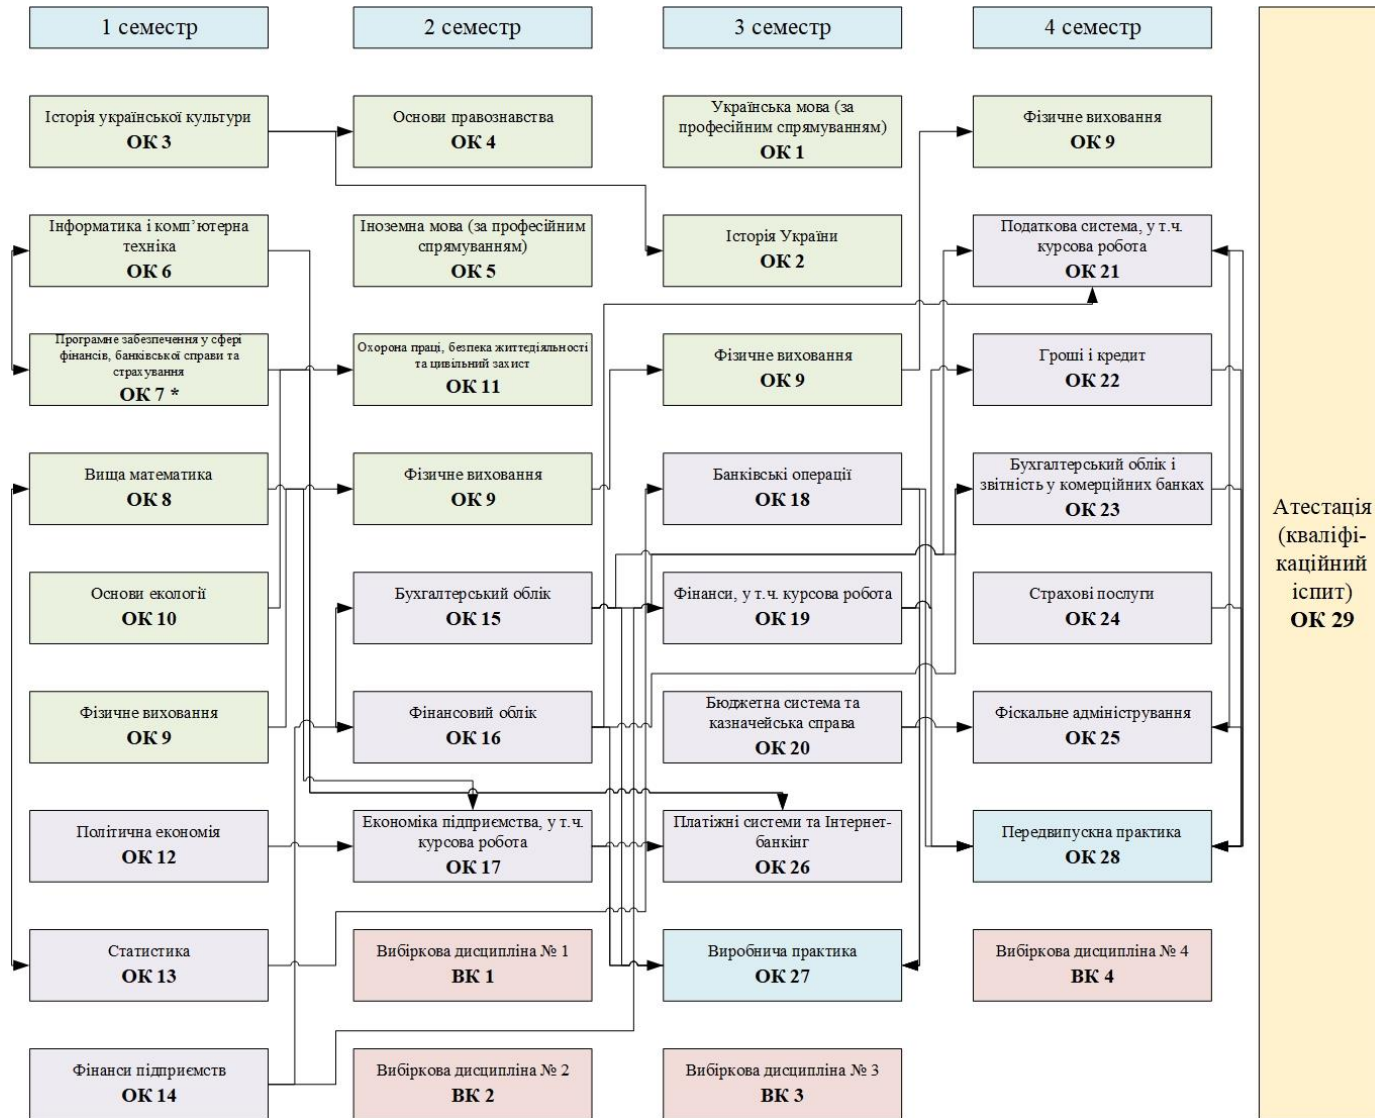 1 семестр
2 семестр
3 семестр
4 семестр
Історія української культури
ОК 3
Основи правознавства
ОК 4
Українська мова (за
професійним спрямуванням)
ОК 1
Фізичне виховання
ОК 9
Інформатика і комп’ютерна
техніка
ОК 6
Іноземна мова (за професійним
спрямуванням)
ОК 5
Історія України
ОК 2
Податкова система, у т.ч.
курсова робота
ОК 21
Програмне забезпечення у сфері
фінансів, банківської справи та
страхування
ОК 7 *
Охорона праці, безпека життєдіяльності
та цивільний захист
ОК 11
Фізичне виховання
ОК 9
Гроші і кредит
ОК 22
Вища математика
ОК 8
Фізичне виховання
ОК 9
Банківські операції
ОК 18
Бухгалтерський облік і
звітність у комерційних банках
ОК 23
Основи екології
ОК 10
Бухгалтерський облік
ОК 15
Фінанси, у т.ч. курсова робота
ОК 19
Страхові послуги
ОК 24
Фізичне виховання
ОК 9
Фінансовий облік
ОК 16
Бюджетна система та
казначейська справа
ОК 20
Фіскальне адміністрування
ОК 25
Політична економія
ОК 12
Економіка підприємства, у т.ч.
курсова робота
ОК 17
Платіжні системи та Інтернет-
банкінг
ОК 26
Передвипускна практика
ОК 28
Статистика
ОК 13
Вибіркова дисципліна № 1
ВК 1
Виробнича практика
ОК 27
Вибіркова дисципліна № 4
ВК 4
Фінанси підприємств
ОК 14
Вибіркова дисципліна № 2
ВК 2
Вибіркова дисципліна № 3
ВК 3
Атестація
(кваліфі-
каційний
іспит)
ОК 29